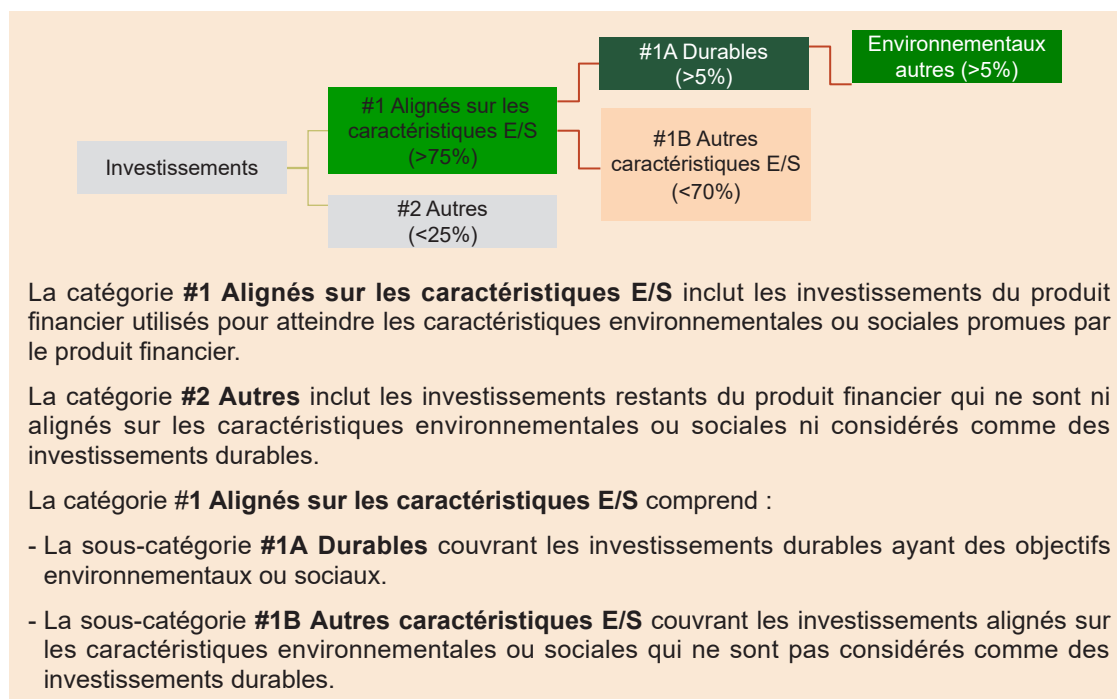 #1A Durables
(>5%)
Environnementaux
autres (>5%)
#1 Alignés sur les
caractéristiques E/S
(>75%)
#1B Autres
caractéristiques E/S
(<70%)
Investissements
#2 Autres
(<25%)
La catégorie #1 Alignés sur les caractéristiques E/S inclut les investissements du produit
financier utilisés pour atteindre les caractéristiques environnementales ou sociales promues par
le produit financier.
La catégorie #2 Autres inclut les investissements restants du produit financier qui ne sont ni
alignés sur les caractéristiques environnementales ou sociales ni considérés comme des
investissements durables.
La catégorie #1 Alignés sur les caractéristiques E/S comprend :
- La sous-catégorie #1A Durables couvrant les investissements durables ayant des objectifs
environnementaux ou sociaux.
- La sous-catégorie #1B Autres caractéristiques E/S couvrant les investissements alignés sur
les caractéristiques environnementales ou sociales qui ne sont pas considérés comme des
investissements durables.